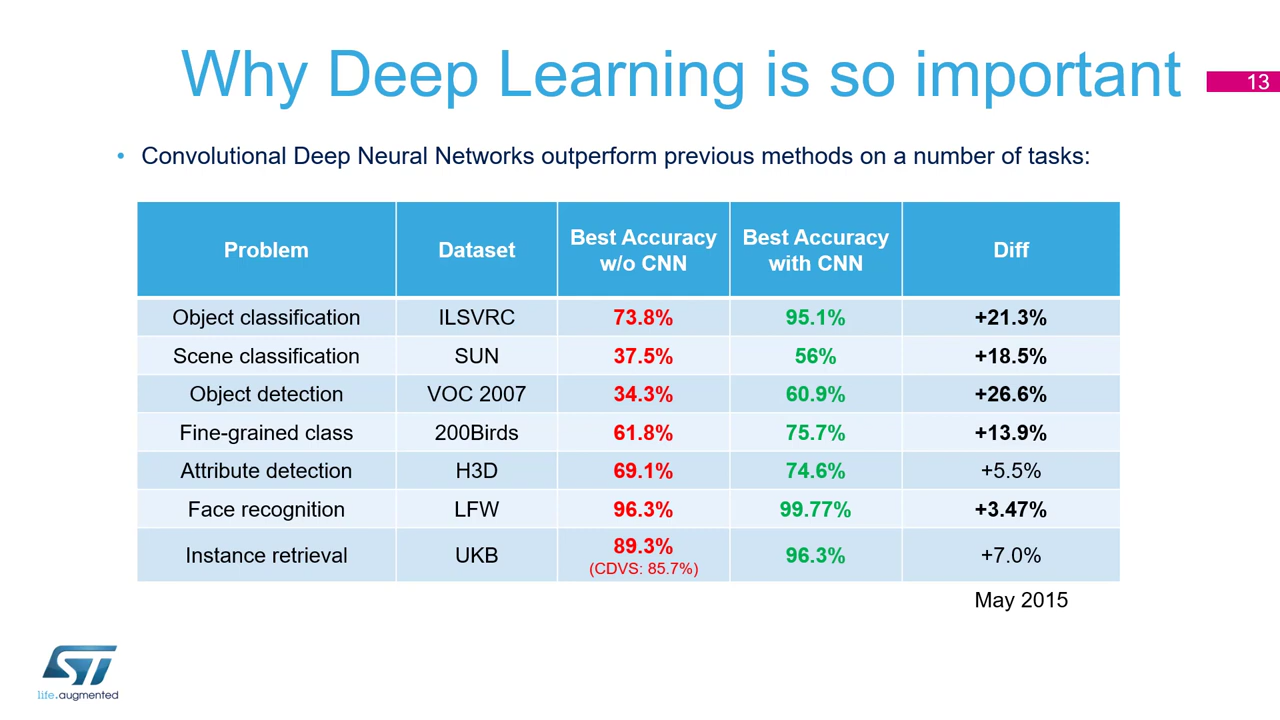 Why Deep Learning is so important
13
• Convolutional Deep Neural Networks outperform previous methods on a number of tasks:
Problem Dataset Best Accuracy w/o CNN Best Accuracy with CNN Diff
Object classification ILSVRC 73.8% 95.1% +21.3%
Scene classification SUN 37.5% 56% +18.5%
Object detection VOC 2007 34.3% 60.9% +26.6%
Fine-grained class 200Birds 61.8% 75.7% +13.9%
Attribute detection H3D 69.1% 74.6% +5.5%
Face recognition LFW 96.3% 99.77% +3.47%
Instance retrieval UKB 89.3% (CDVS: 85.7%) 96.3% +7.0%
May 2015
ST
life.augmented